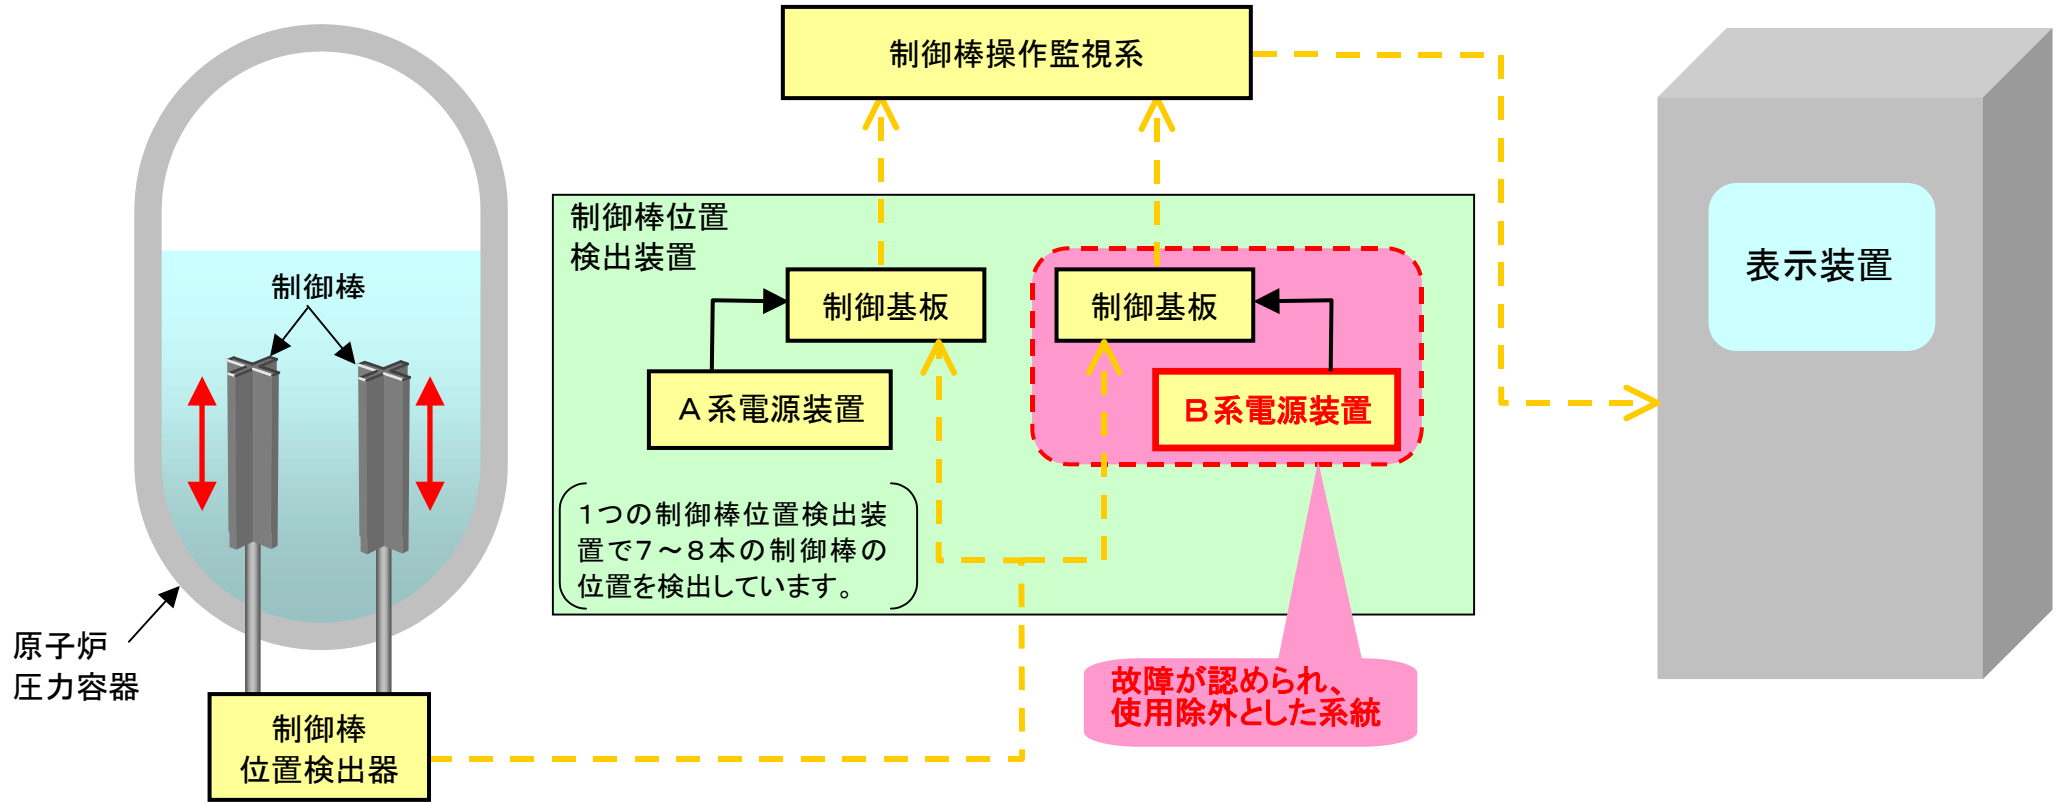 制御棒操作監視系
制御棒位置
検出装置
制御棒
制御基板
制御基板
表示装置
A系電源装置
B系電源装置
1つの制御棒位置検出装
置で7～8本の制御棒の
位置を検出しています。
原子炉
圧力容器
故障が認められ、
使用除外とした系統
制御棒
位置検出器